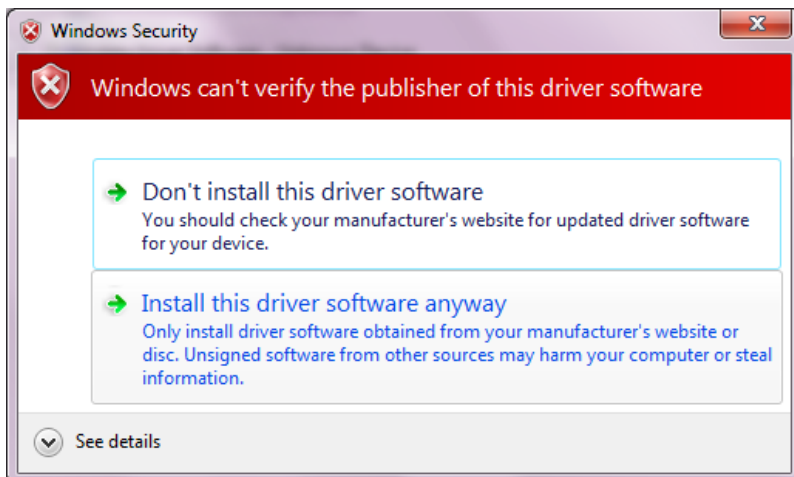 Windows Security
Windows can't verify the publisher of this driver software
Don't install this driver software
You should check your manufacturer's website for updated driver software
for your device.
Install this driver software anyway
Only install driver software obtained from your manufacturer's website or
disc. Unsigned software from other sources may harm your computer or steal
information.
See details